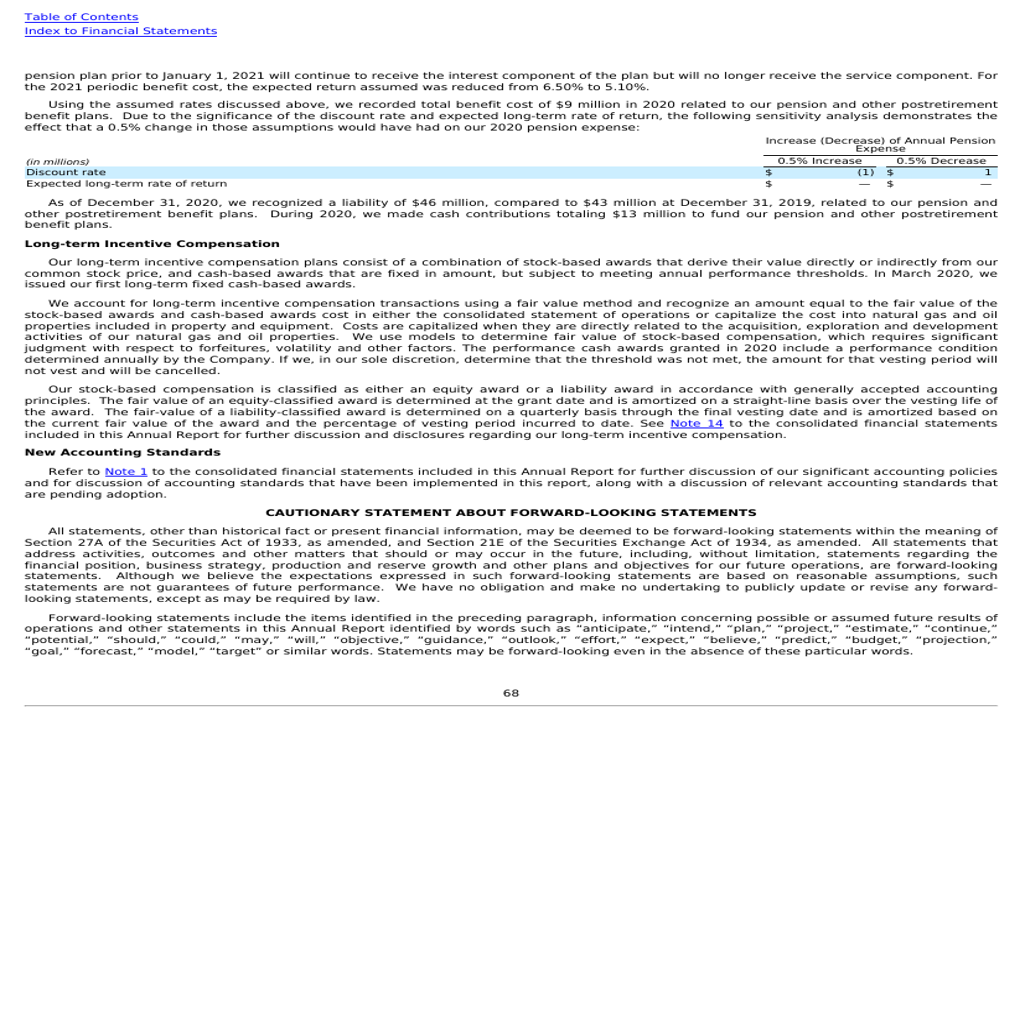 Table of Contents
Index to Financial Statements
pension plan prior to January 1, 2021 will continue to receive the interest component of the plan but will no longer receive the service component. For
the 2021 periodic benefit cost, the expected return assumed was reduced from 6.50% to 5.10%.
Using the assumed rates discussed above, we recorded total benefit cost of $9 million in 2020 related to our pension and other postretirement
benefit plans. Due to the significance of the discount rate and expected long-term rate of return, the following sensitivity analysis demonstrates the
effect that a 0.5% change in those assumptions would have had on our 2020 pension expense:
Increase (Decrease) of Annual Pension
Expense
(in millions) 0.5% Increase 0.5% Decrease
Discount rate $ (1) $ 1
Expected long-term rate of return $ — $ —
As of December 31, 2020, we recognized a liability of $46 million, compared to $43 million at December 31, 2019, related to our pension and
other postretirement benefit plans. During 2020, we made cash contributions totaling $13 million to fund our pension and other postretirement
benefit plans.
Long-term Incentive Compensation
Our long-term incentive compensation plans consist of a combination of stock-based awards that derive their value directly or indirectly from our
common stock price, and cash-based awards that are fixed in amount, but subject to meeting annual performance thresholds. In March 2020, we
issued our first long-term fixed cash-based awards.
We account for long-term incentive compensation transactions using a fair value method and recognize an amount equal to the fair value of the
stock-based awards and cash-based awards cost in either the consolidated statement of operations or capitalize the cost into natural gas and oil
properties included in property and equipment. Costs are capitalized when they are directly related to the acquisition, exploration and development
activities of our natural gas and oil properties. We use models to determine fair value of stock-based compensation, which requires significant
judgment with respect to forfeitures, volatility and other factors. The performance cash awards granted in 2020 include a performance condition
determined annually by the Company. If we, in our sole discretion, determine that the threshold was not met, the amount for that vesting period will
not vest and will be cancelled.
Our stock-based compensation is classified as either an equity award or a liability award in accordance with generally accepted accounting
principles. The fair value of an equity-classified award is determined at the grant date and is amortized on a straight-line basis over the vesting life of
the award. The fair-value of a liability-classified award is determined on a quarterly basis through the final vesting date and is amortized based on
the current fair value of the award and the percentage of vesting period incurred to date. See Note 14 to the consolidated financial statements
included in this Annual Report for further discussion and disclosures regarding our long-term incentive compensation.
New Accounting Standards
Refer to Note 1 to the consolidated financial statements included in this Annual Report for further discussion of our significant accounting policies
and for discussion of accounting standards that have been implemented in this report, along with a discussion of relevant accounting standards that
are pending adoption.
CAUTIONARY STATEMENT ABOUT FORWARD-LOOKING STATEMENTS
All statements, other than historical fact or present financial information, may be deemed to be forward-looking statements within the meaning of
Section 27A of the Securities Act of 1933, as amended, and Section 21E of the Securities Exchange Act of 1934, as amended. All statements that
address activities, outcomes and other matters that should or may occur in the future, including, without limitation, statements regarding the
financial position, business strategy, production and reserve growth and other plans and objectives for our future operations, are forward-looking
statements. Although we believe the expectations expressed in such forward-looking statements are based on reasonable assumptions, such
statements are not guarantees of future performance. We have no obligation and make no undertaking to publicly update or revise any forward-
looking statements, except as may be required by law.
Forward-looking statements include the items identified in the preceding paragraph, information concerning possible or assumed future results of
operations and other statements in this Annual Report identified by words such as “anticipate,” “intend,” “plan,” “project,” “estimate,” “continue,”
“potential,” “should,” “could,” “may,” “will,” “objective,” “guidance,” “outlook,” “effort,” “expect,” “believe,” “predict,” “budget,” “projection,”
“goal,” “forecast,” “model,” “target” or similar words. Statements may be forward-looking even in the absence of these particular words.
68